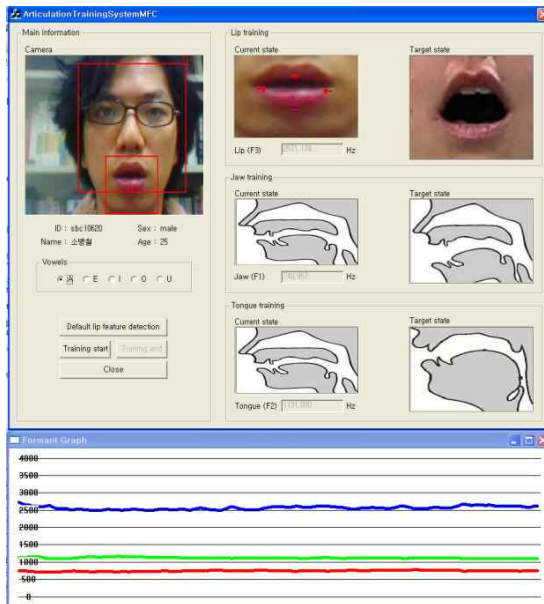 ArticulationTrainingSystemMFC
Main information
Camera
ID : sbc10620 Sex : male
Name : 소병철 Age : 25
Vowels
아 E I O U
Default lip feature detection
Training start Training end
Close
Lip training
Current state Target state
Lip (F3) Hz
Jaw training
Current state Target state
Jaw (F1) Hz
Tongue training
Current state Target state
Tongue (F2) 1131,000 Hz
Formant Graph
4000
3500
3000
2500
2000
1500
1000
500
0